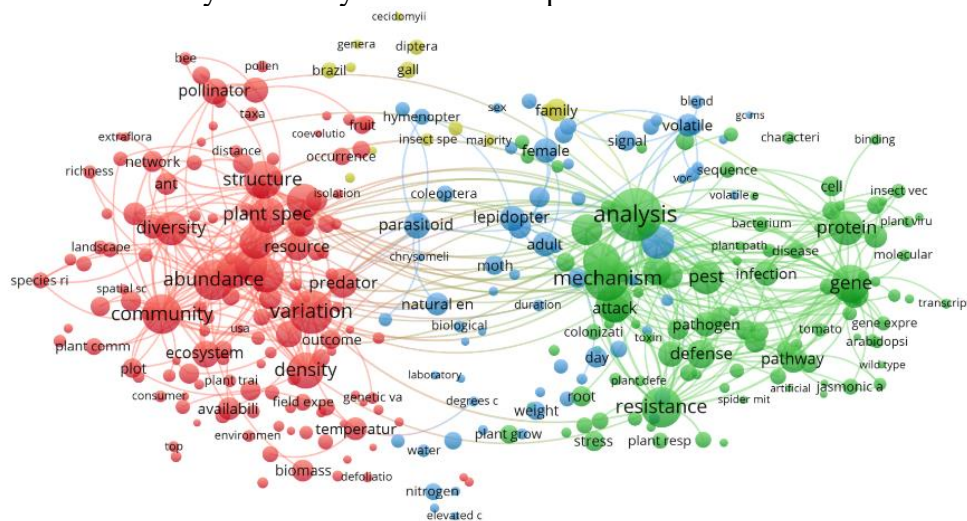 cecidomyii
genera
diptera
bee
pollen
brazil
gall
pollinator
taxa
hymenopter
sex
family
blend
volatile
gcms
extraflora
coevolutio
fruit
insect spe
majority
signal
characteri
binding
richness
network
distance
occurrence
female
voc
sequence
ant
structure
isolation
coleoptera
volatile e
cell
insect vec
diversity
plant spec
parasitoid
lepidopter
analysis
bacterium
protein
plant viru
landscape
resource
chrysomeli
adult
plant path
disease
molecular
species ri
spatial sc
abundance
predator
moth
mechanism
pest
infection
gene
community
variation
natural en
duration
attack
transcrip
usa
outcome
biological
colonizati
toxin
pathogen
tomato
gene expre
plant comm
ecosystem
defense
pathway
arabidopsi
plot
density
laboratory
day
wild type
consumer
plant trai
plant defe
artificial
jasmonic a
availabili
field expe
genetic va
degrees c
weight
root
resistance
spider mit
environmen
temperatur
plant grow
stress
plant resp
top
water
biomass
defoliatio
nitrogen
elevated c